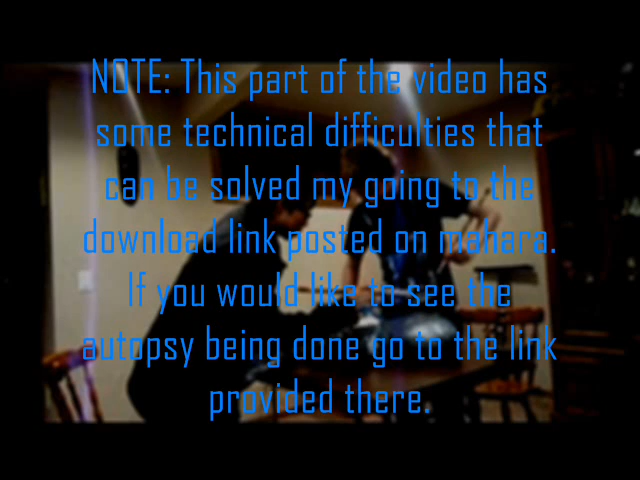 NOTE: This part of the video has
some technical difficulties that
can be solved my going to the
download link posted on mahara.
If you would like to see the
autopsy being done go to the link
provided there.